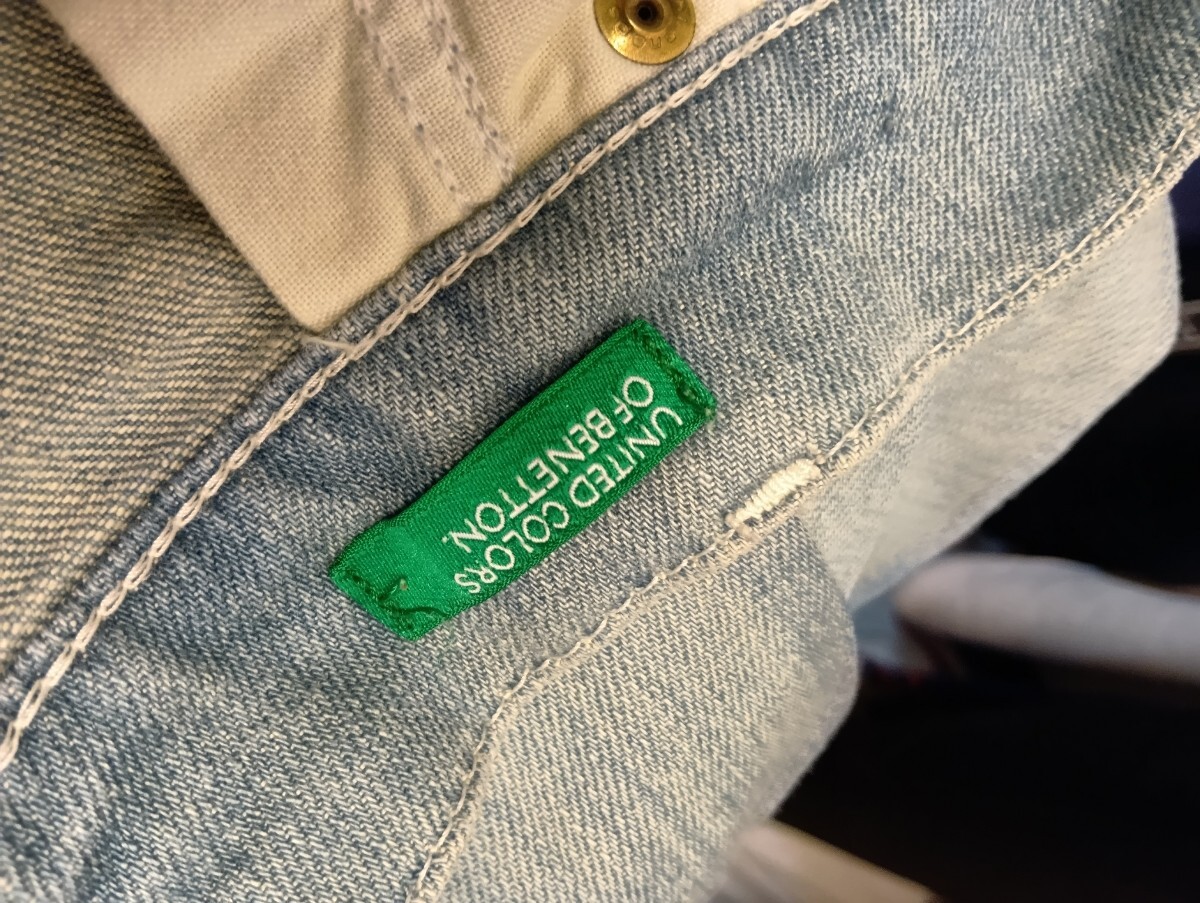 UNITED COLORS
OF BENETTON.